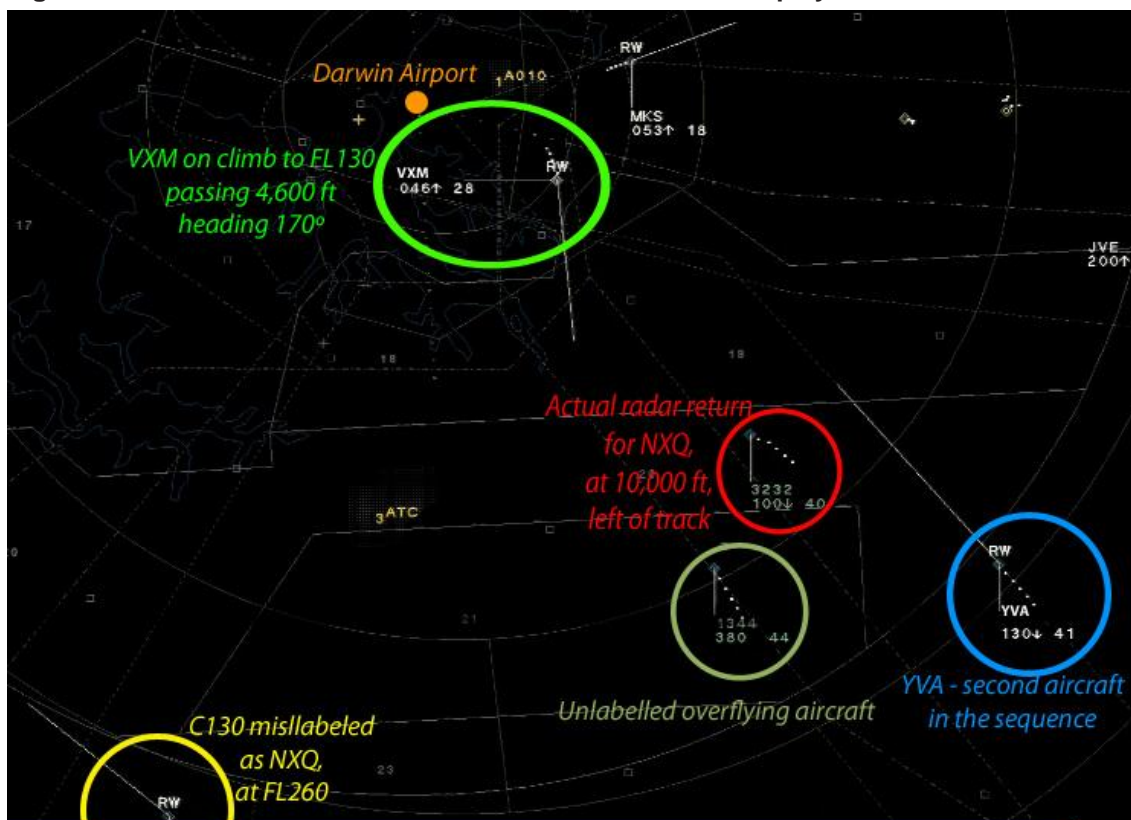 RW
Darwin Airport
1A010
MKS
053↑ 18
VXM on climb to FL130
passing 4,600 ft
heading 170º
VXM
046↑ 28
RW
17
JVE
200↑
18
18
Actual radar return
for NXQ,
at 10,000 ft,
left of track
20
3232
100↓ 40
3ATC
RW
YVA
130↓ 41
1344
380 44
21
YVA - second aircraft
in the sequence
Unlabelled overflying aircraft
C130 misllabeled
as NXQ,
at FL260
23
RW